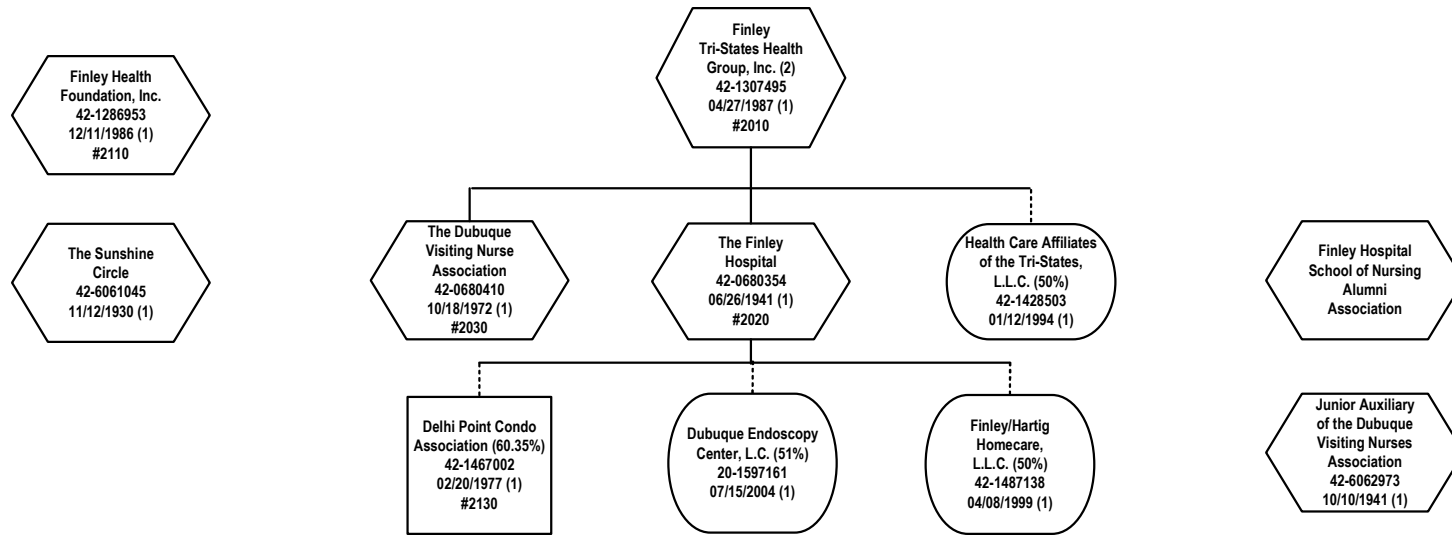 Finley
Tri-States Health
Group, Inc. (2)
42-1307495
04/27/1987 (1)
#2010
Finley Health
Foundation, Inc.
42-1286953
12/11/1986 (1)
#2110
The Sunshine
Circle
42-6061045
11/12/1930 (1)
The Dubuque
Visiting Nurse
Association
42-0680410
10/18/1972 (1)
#2030
The Finley
Hospital
42-0680354
06/26/1941 (1)
#2020
Health Care Affiliates
of the Tri-States,
L.L.C. (50%)
42-1428503
01/12/1994 (1)
Finley Hospital
School of Nursing
Alumni
Association
Delhi Point Condo
Association (60.35%)
42-1467002
02/20/1977 (1)
#2130
Dubuque Endoscopy
Center, L.C. (51%)
20-1597161
07/15/2004 (1)
Finley/Hartig
Homecare,
L.L.C. (50%)
42-1487138
04/08/1999 (1)
Junior Auxiliary
of the Dubuque
Visiting Nurses
Association
42-6062973
10/10/1941 (1)